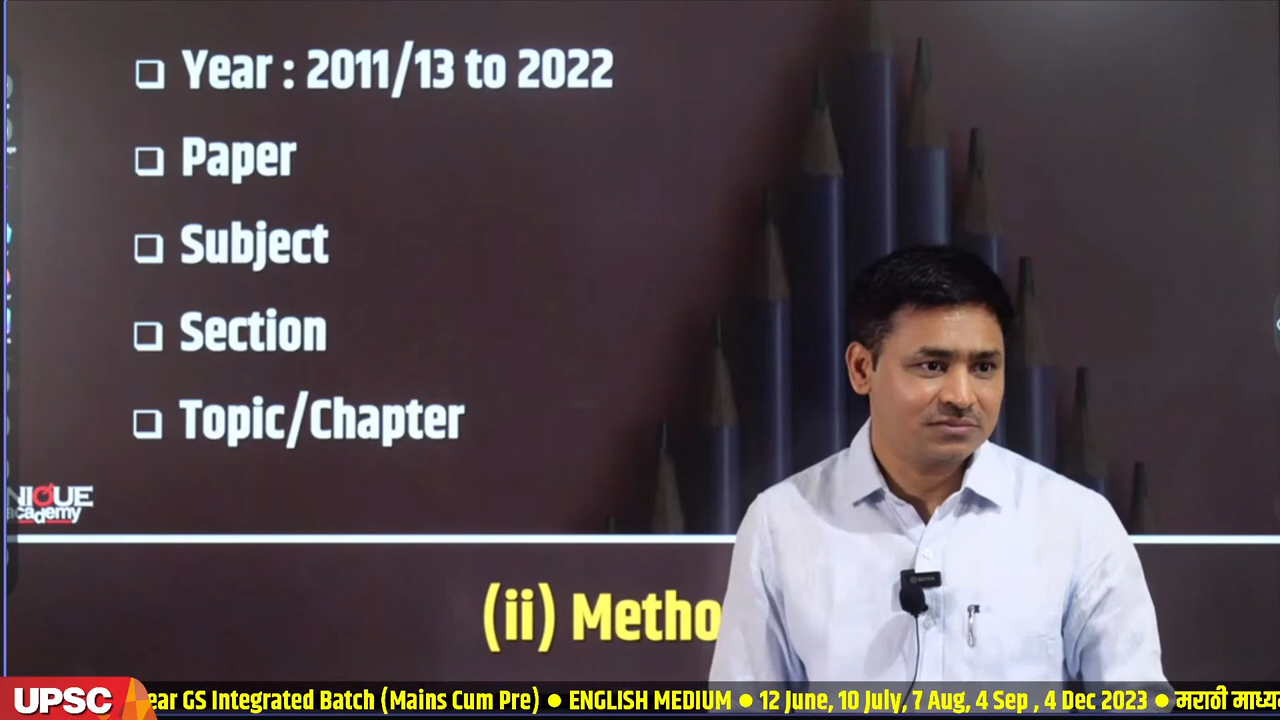 ❑ Year : 2011/13 to 2022
❑ Paper
❑ Subject
❑ Section
❑ Topic/Chapter
NIQUE
academy
(ii) Metho
UPSC
ear GS Integrated Batch (Mains Cum Pre) ● ENGLISH MEDIUM ● 12 June, 10 July, 7 Aug, 4 Sep , 4 Dec 2023 ● मराठी माध्य